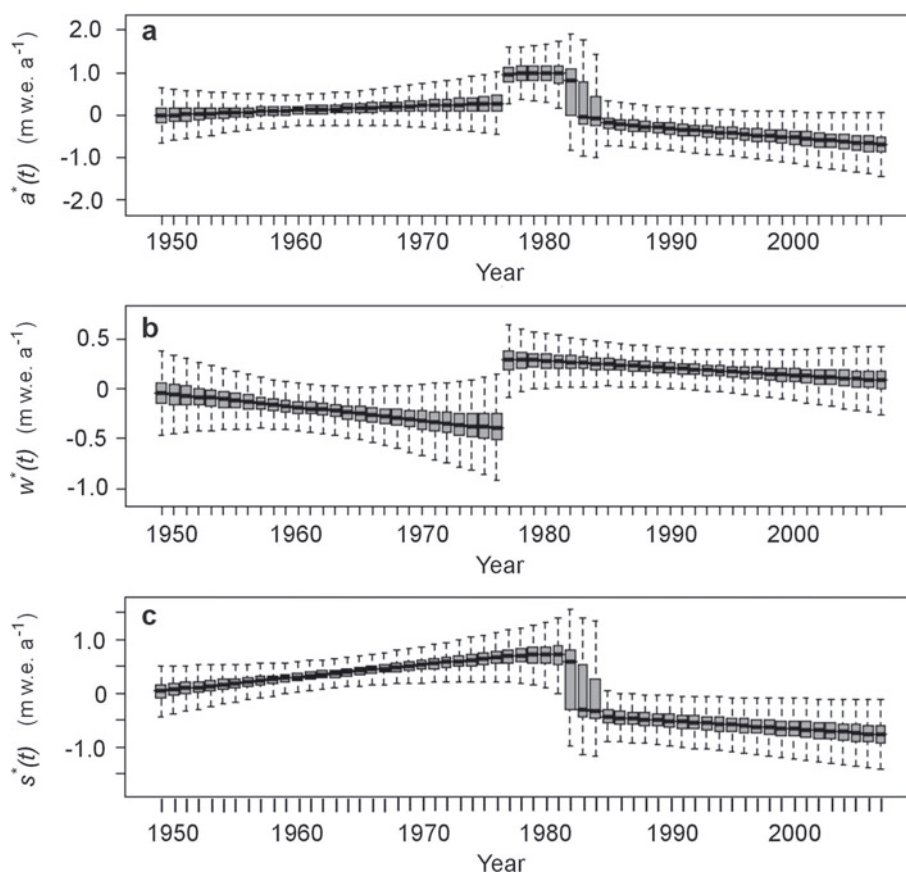 a
2.0
1.0
0
-1.0
-2.0
a*(t) (m w.e. a-1)
1950 1960 1970 1980 1990 2000
Year
b
0.5
0
-0.5
-1.0
w*(t) (m w.e. a-1)
1950 1960 1970 1980 1990 2000
Year
c
1.0
0
-1.0
s*(t) (m w.e. a-1)
1950 1960 1970 1980 1990 2000
Year